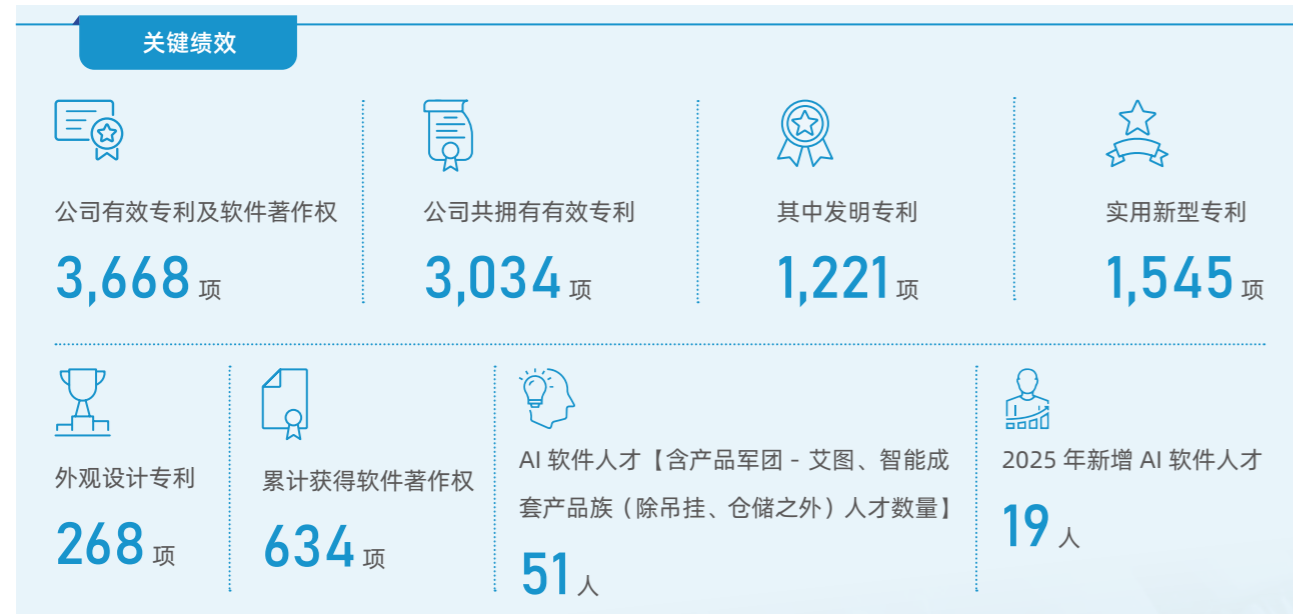 关键绩效
公司有效专利及软件著作权
3,668 项
公司共拥有有效专利
3,034 项
其中发明专利
1,221 项
实用新型专利
1,545 项
外观设计专利
268 项
累计获得软件著作权
634 项
AI 软件人才【含产品军团 - 艾图、智能成
套产品族（除吊挂、仓储之外）人才数量】
51 人
2025 年新增 AI 软件人才
19 人